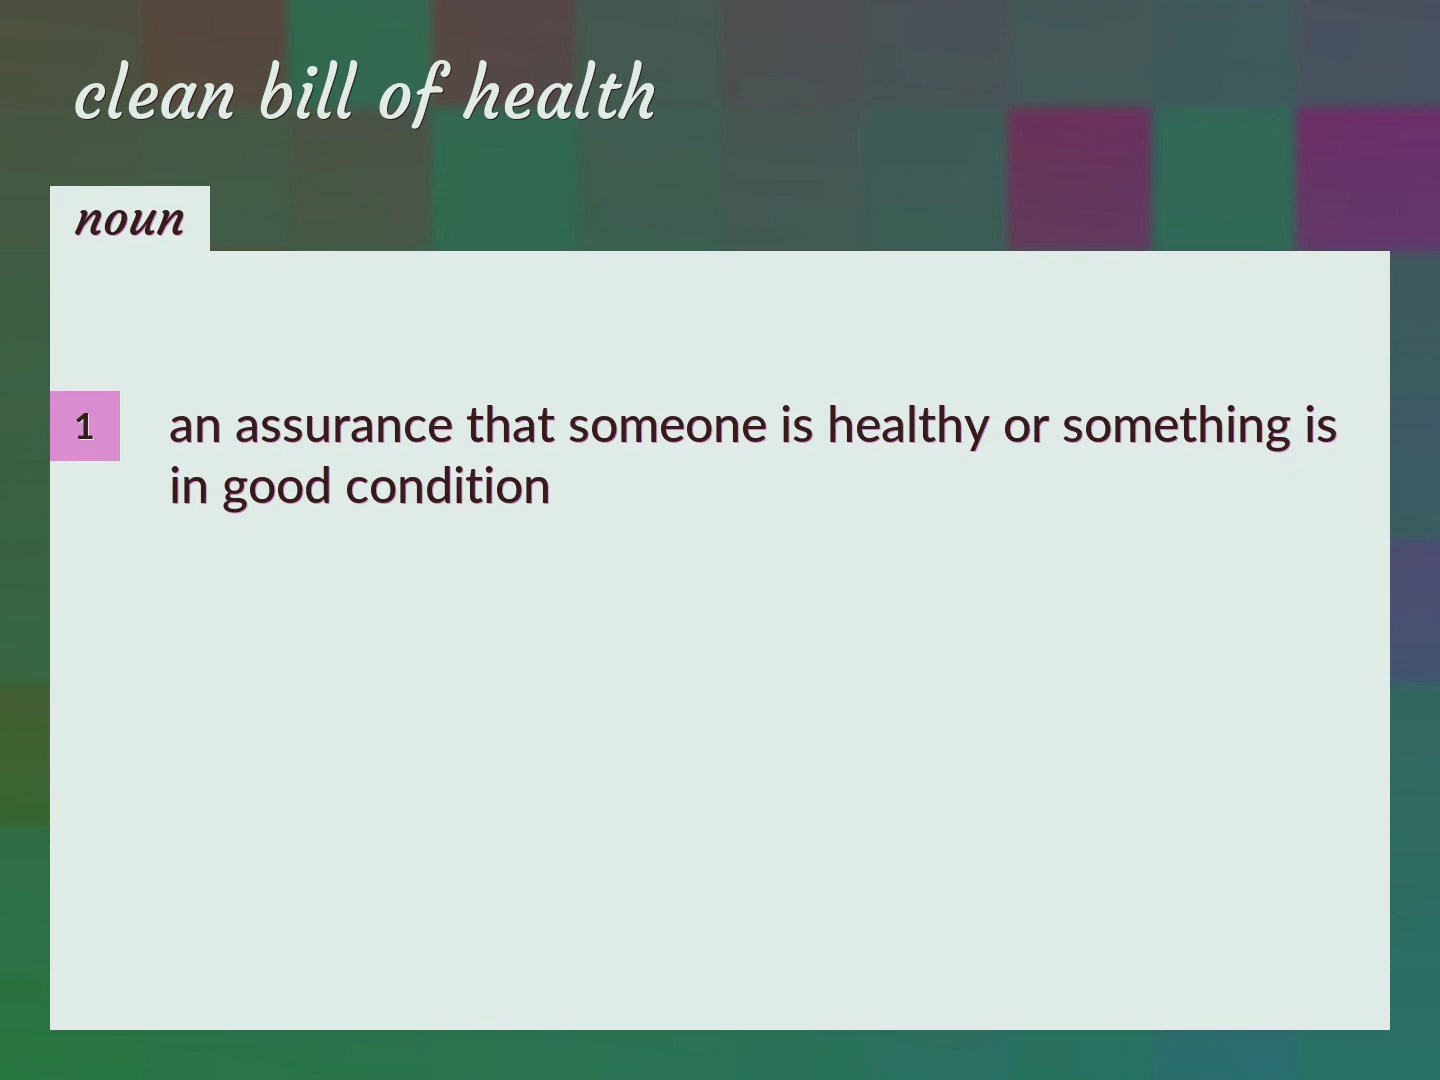 clean bill of health
noun
1 an assurance that someone is healthy or something is
in good condition